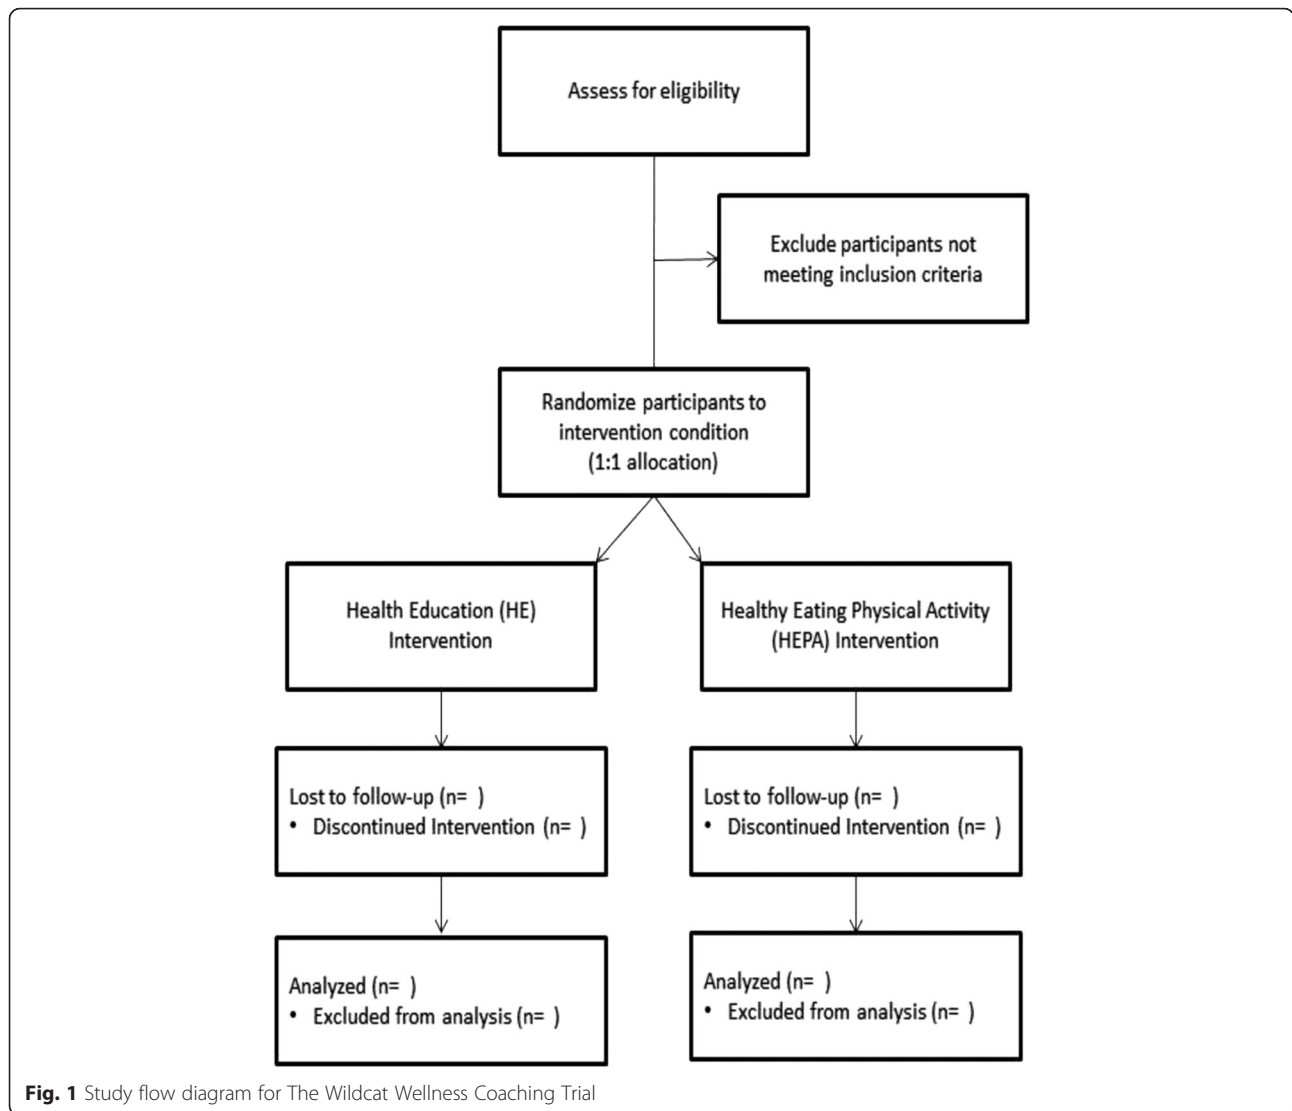 Assess for eligibility
Exclude participants not
meeting inclusion criteria
Randomize participants to
intervention condition
(1:1 allocation)
Health Education (HE)
Intervention
Healthy Eating Physical Activity
(HEPA) Intervention
Lost to follow-up (n=  )
• Discontinued Intervention (n=  )
Lost to follow-up (n=  )
• Discontinued Intervention (n=  )
Analyzed (n=  )
• Excluded from analysis (n=  )
Analyzed (n=  )
• Excluded from analysis (n=  )
Fig. 1 Study flow diagram for The Wildcat Wellness Coaching Trial